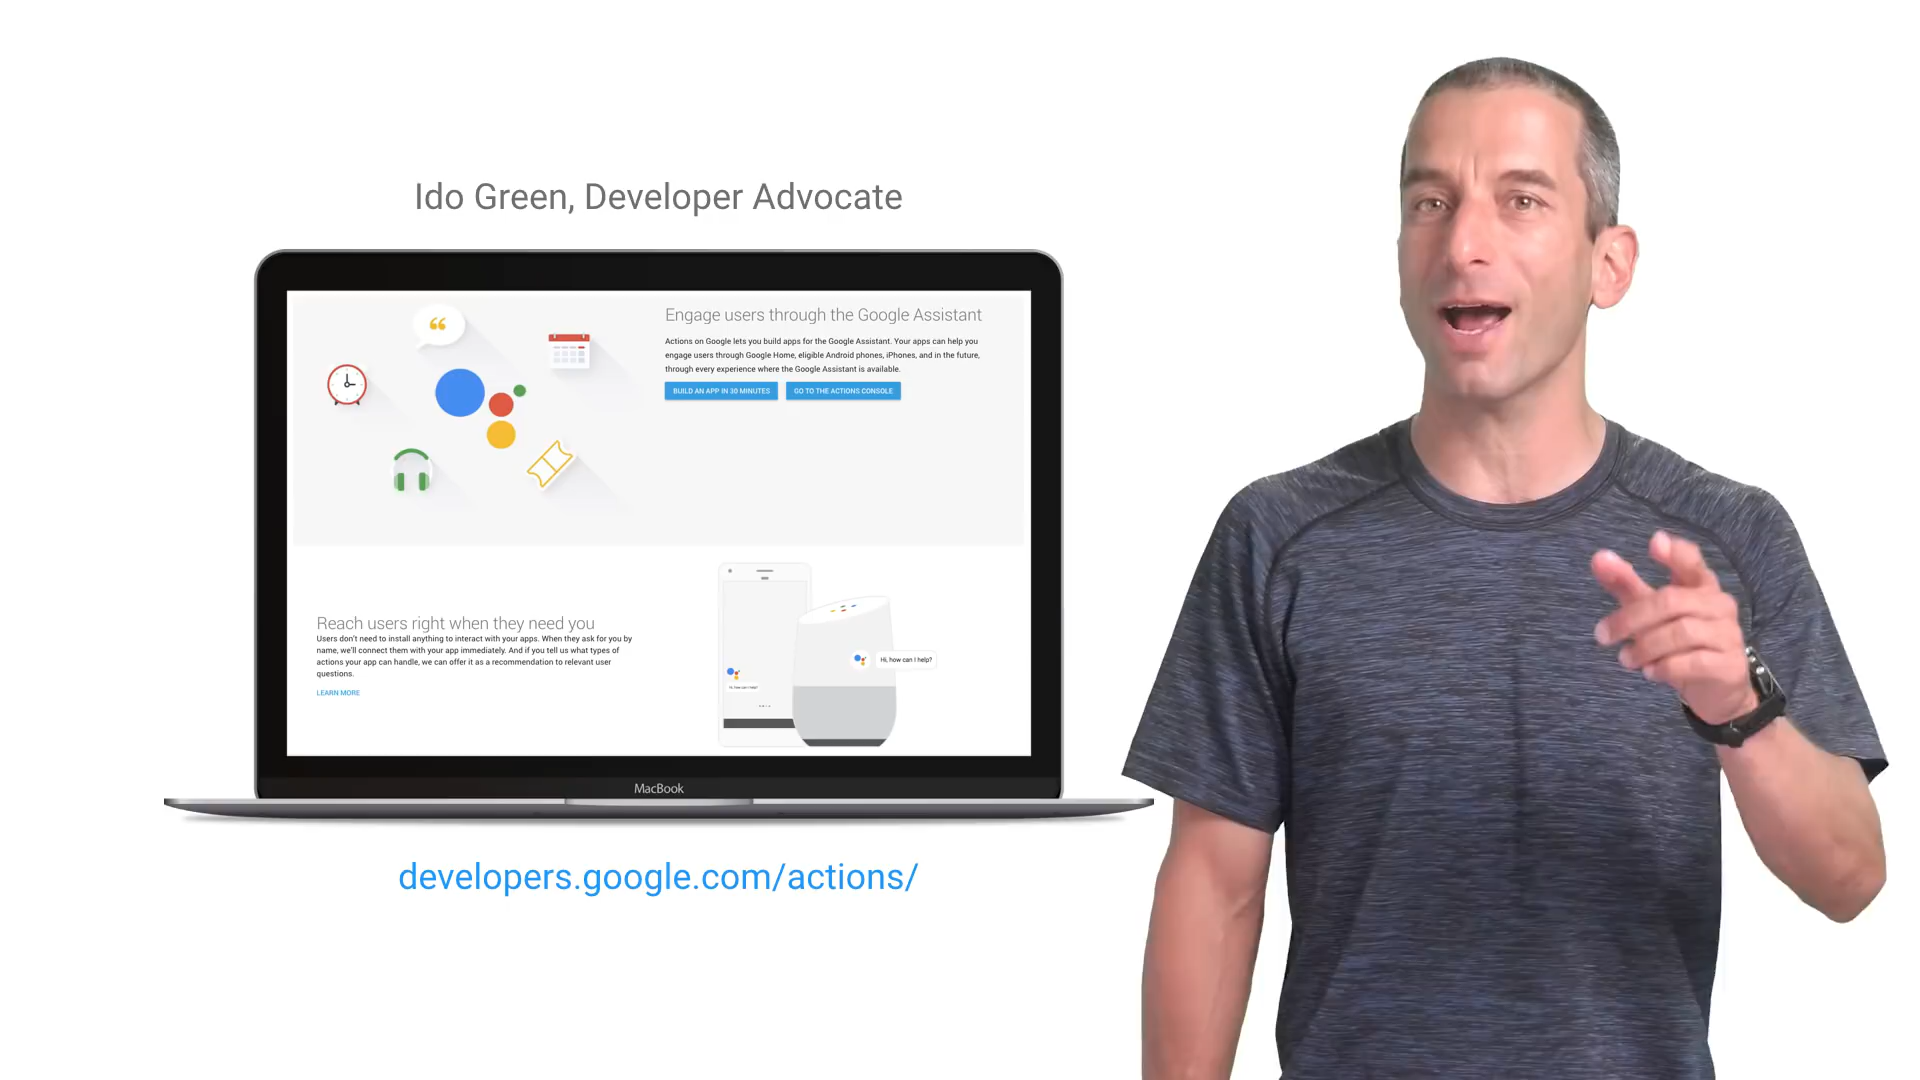 Ido Green, Developer Advocate
Engage users through the Google Assistant
Actions on Google lets you build apps for the Google Assistant. Your apps can help you
engage users through Google Home, eligible Android phones, iPhones, and in the future,
through every experience where the Google Assistant is available.
BUILD AN APP IN 30 MINUTES
GO TO THE ACTIONS CONSOLE
Reach users right when they need you
Users don't need to install anything to interact with your apps. When they ask for you by
name, we'll connect them with your app immediately. And if you tell us what types of
actions your app can handle, we can offer it as a recommendation to relevant user
questions.
LEARN MORE
Hi, how can I help?
Hi, how can I help?
MacBook
developers.google.com/actions/